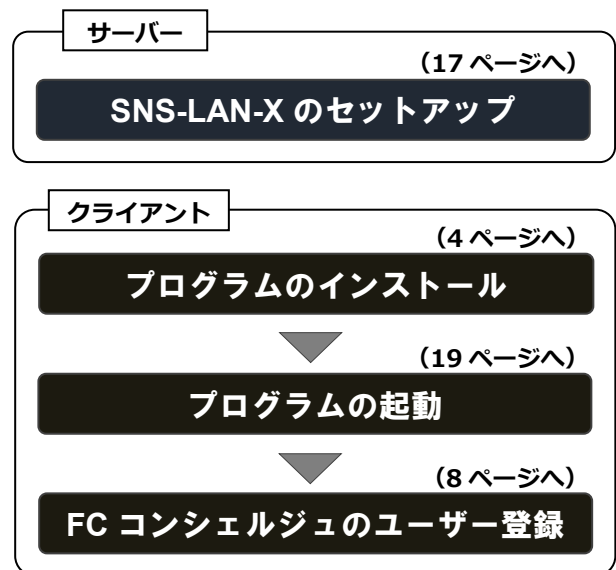 サーバー
（17 ページへ）
SNS-LAN-X のセットアップ
クライアント
（4 ページへ）
プログラムのインストール
（19 ページへ）
プログラムの起動
（8 ページへ）
FC コンシェルジュのユーザー登録